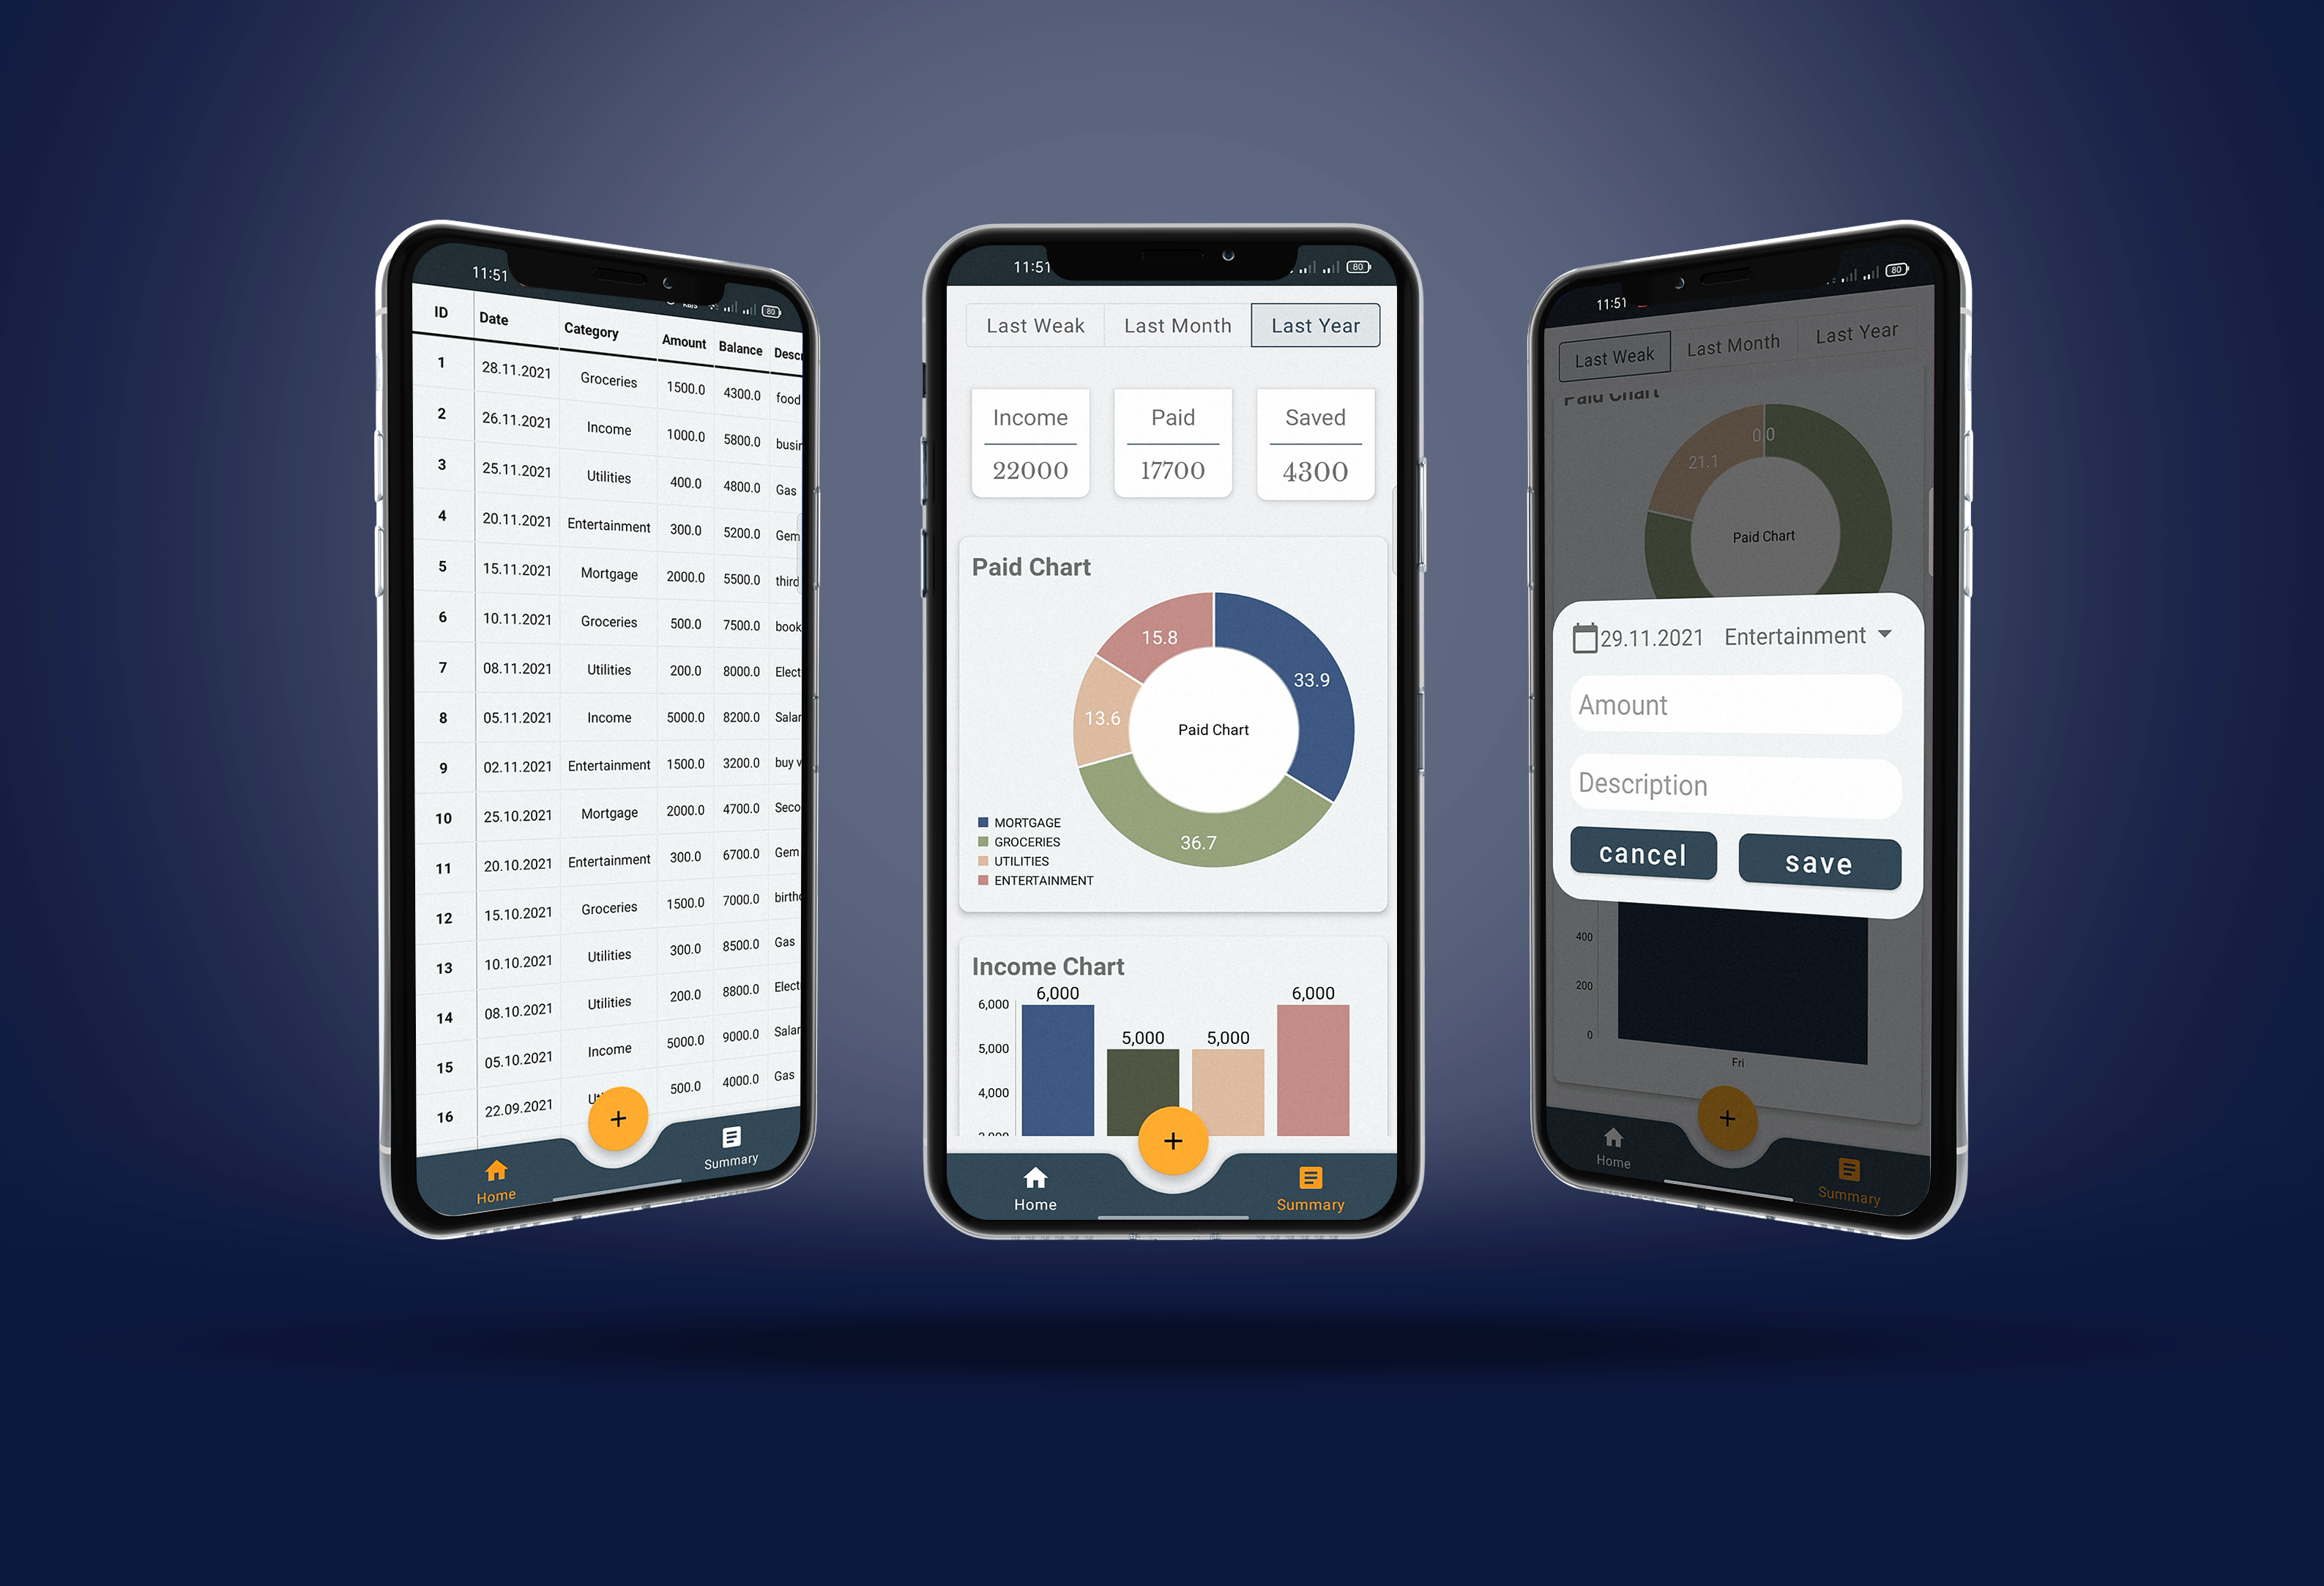 11:51
80
ID Date Category Amount Balance Descr
1 28.11.2021 Groceries 1500.0 4300.0 food
2 26.11.2021 Income 1000.0 5800.0 busin
3 25.11.2021 Utilities 400.0 4800.0 Gas
4 20.11.2021 Entertainment 300.0 5200.0 Gem
5 15.11.2021 Mortgage 2000.0 5500.0 third
6 10.11.2021 Groceries 500.0 7500.0 book
7 08.11.2021 Utilities 200.0 8000.0 Elect
8 05.11.2021 Income 5000.0 8200.0 Salar
9 02.11.2021 Entertainment 1500.0 3200.0 buy v
10 25.10.2021 Mortgage 2000.0 4700.0 Seco
11 20.10.2021 Entertainment 300.0 6700.0 Gem
12 15.10.2021 Groceries 1500.0 7000.0 birthd
13 10.10.2021 Utilities 300.0 8500.0 Gas
14 08.10.2021 Utilities 200.0 8800.0 Elect
15 05.10.2021 Income 5000.0 9000.0 Salar
16 22.09.2021 500.0 4000.0 Gas
+
Home
Summary
11:51
80
Last Weak Last Month Last Year
Income Paid Saved
22000 17700 4300
Paid Chart
15.8
33.9
13.6
Paid Chart
36.7
MORTGAGE
GROCERIES
UTILITIES
ENTERTAINMENT
Income Chart
6,000 6,000
6,000
5,000 5,000
5,000
4,000
+
Home
Summary
11:51
80
Last Weak Last Month Last Year
Paid Chart
21.1
Paid Chart
29.11.2021 Entertainment
Amount
Description
cancel save
400
200
0
Fri
+
Home
Summary